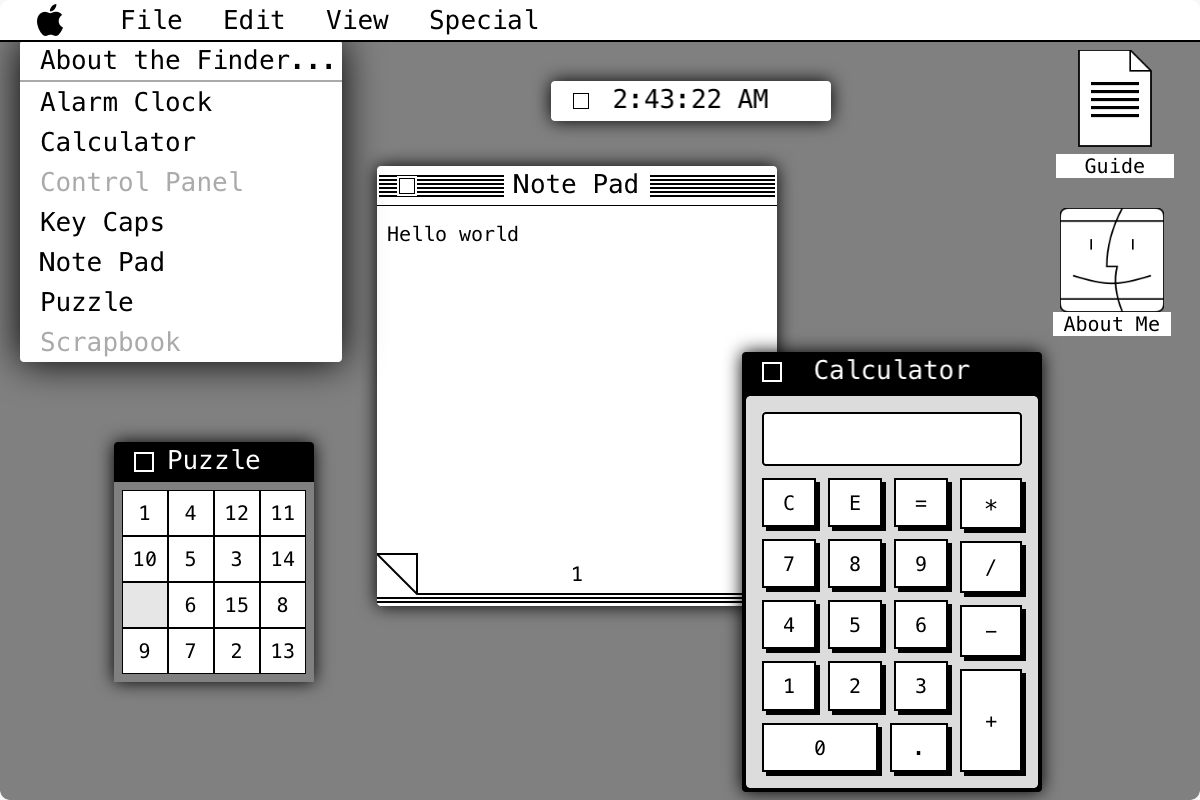 File Edit View Special
About the Finder...
Alarm Clock
Calculator
Control Panel
Key Caps
Note Pad
Puzzle
Scrapbook
2:43:22 AM
Guide
About Me
Note Pad
Hello world
1
Puzzle
1 4 12 11
10 5 3 14
6 15 8
9 7 2 13
Calculator
C E = *
7 8 9 /
4 5 6 −
1 2 3 +
0 .